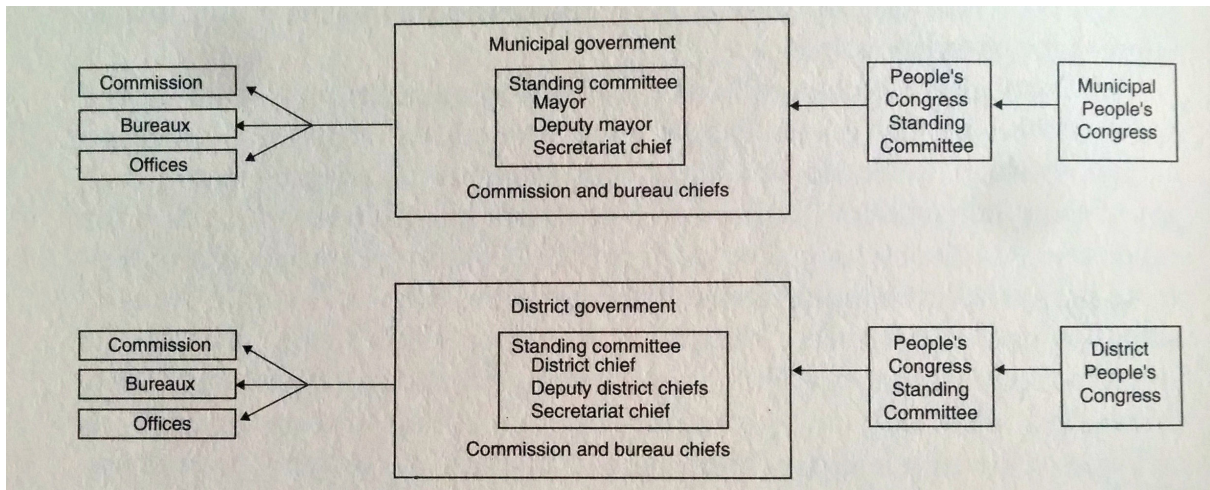 Municipal government
Commission
Bureaux
Offices
Standing committee
Mayor
Deputy mayor
Secretariat chief
Commission and bureau chiefs
People's
Congress
Standing
Committee
Municipal
People's
Congress
District government
Commission
Bureaux
Offices
Standing committee
District chief
Deputy district chiefs
Secretariat chief
Commission and bureau chiefs
People's
Congress
Standing
Committee
District
People's
Congress